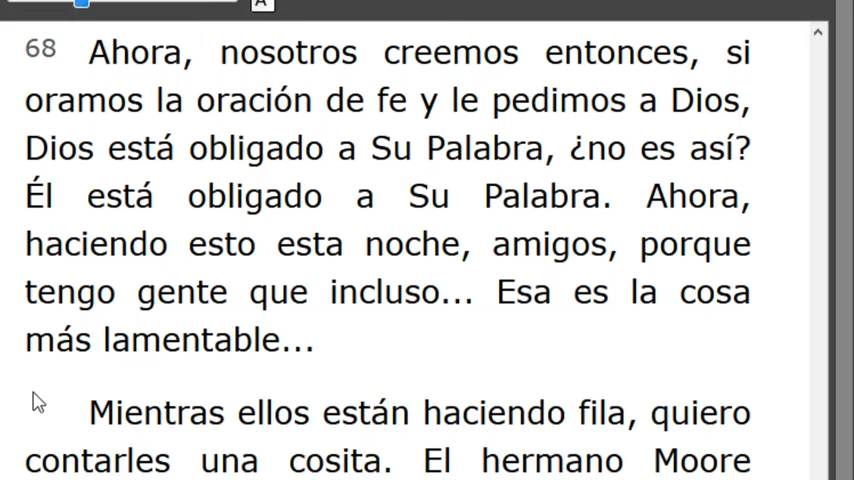 A
68 Ahora, nosotros creemos entonces, si
oramos la oración de fe y le pedimos a Dios,
Dios está obligado a Su Palabra, ¿no es así?
Él está obligado a Su Palabra. Ahora,
haciendo esto esta noche, amigos, porque
tengo gente que incluso... Esa es la cosa
más lamentable...
Mientras ellos están haciendo fila, quiero
contarles una cosita. El hermano Moore